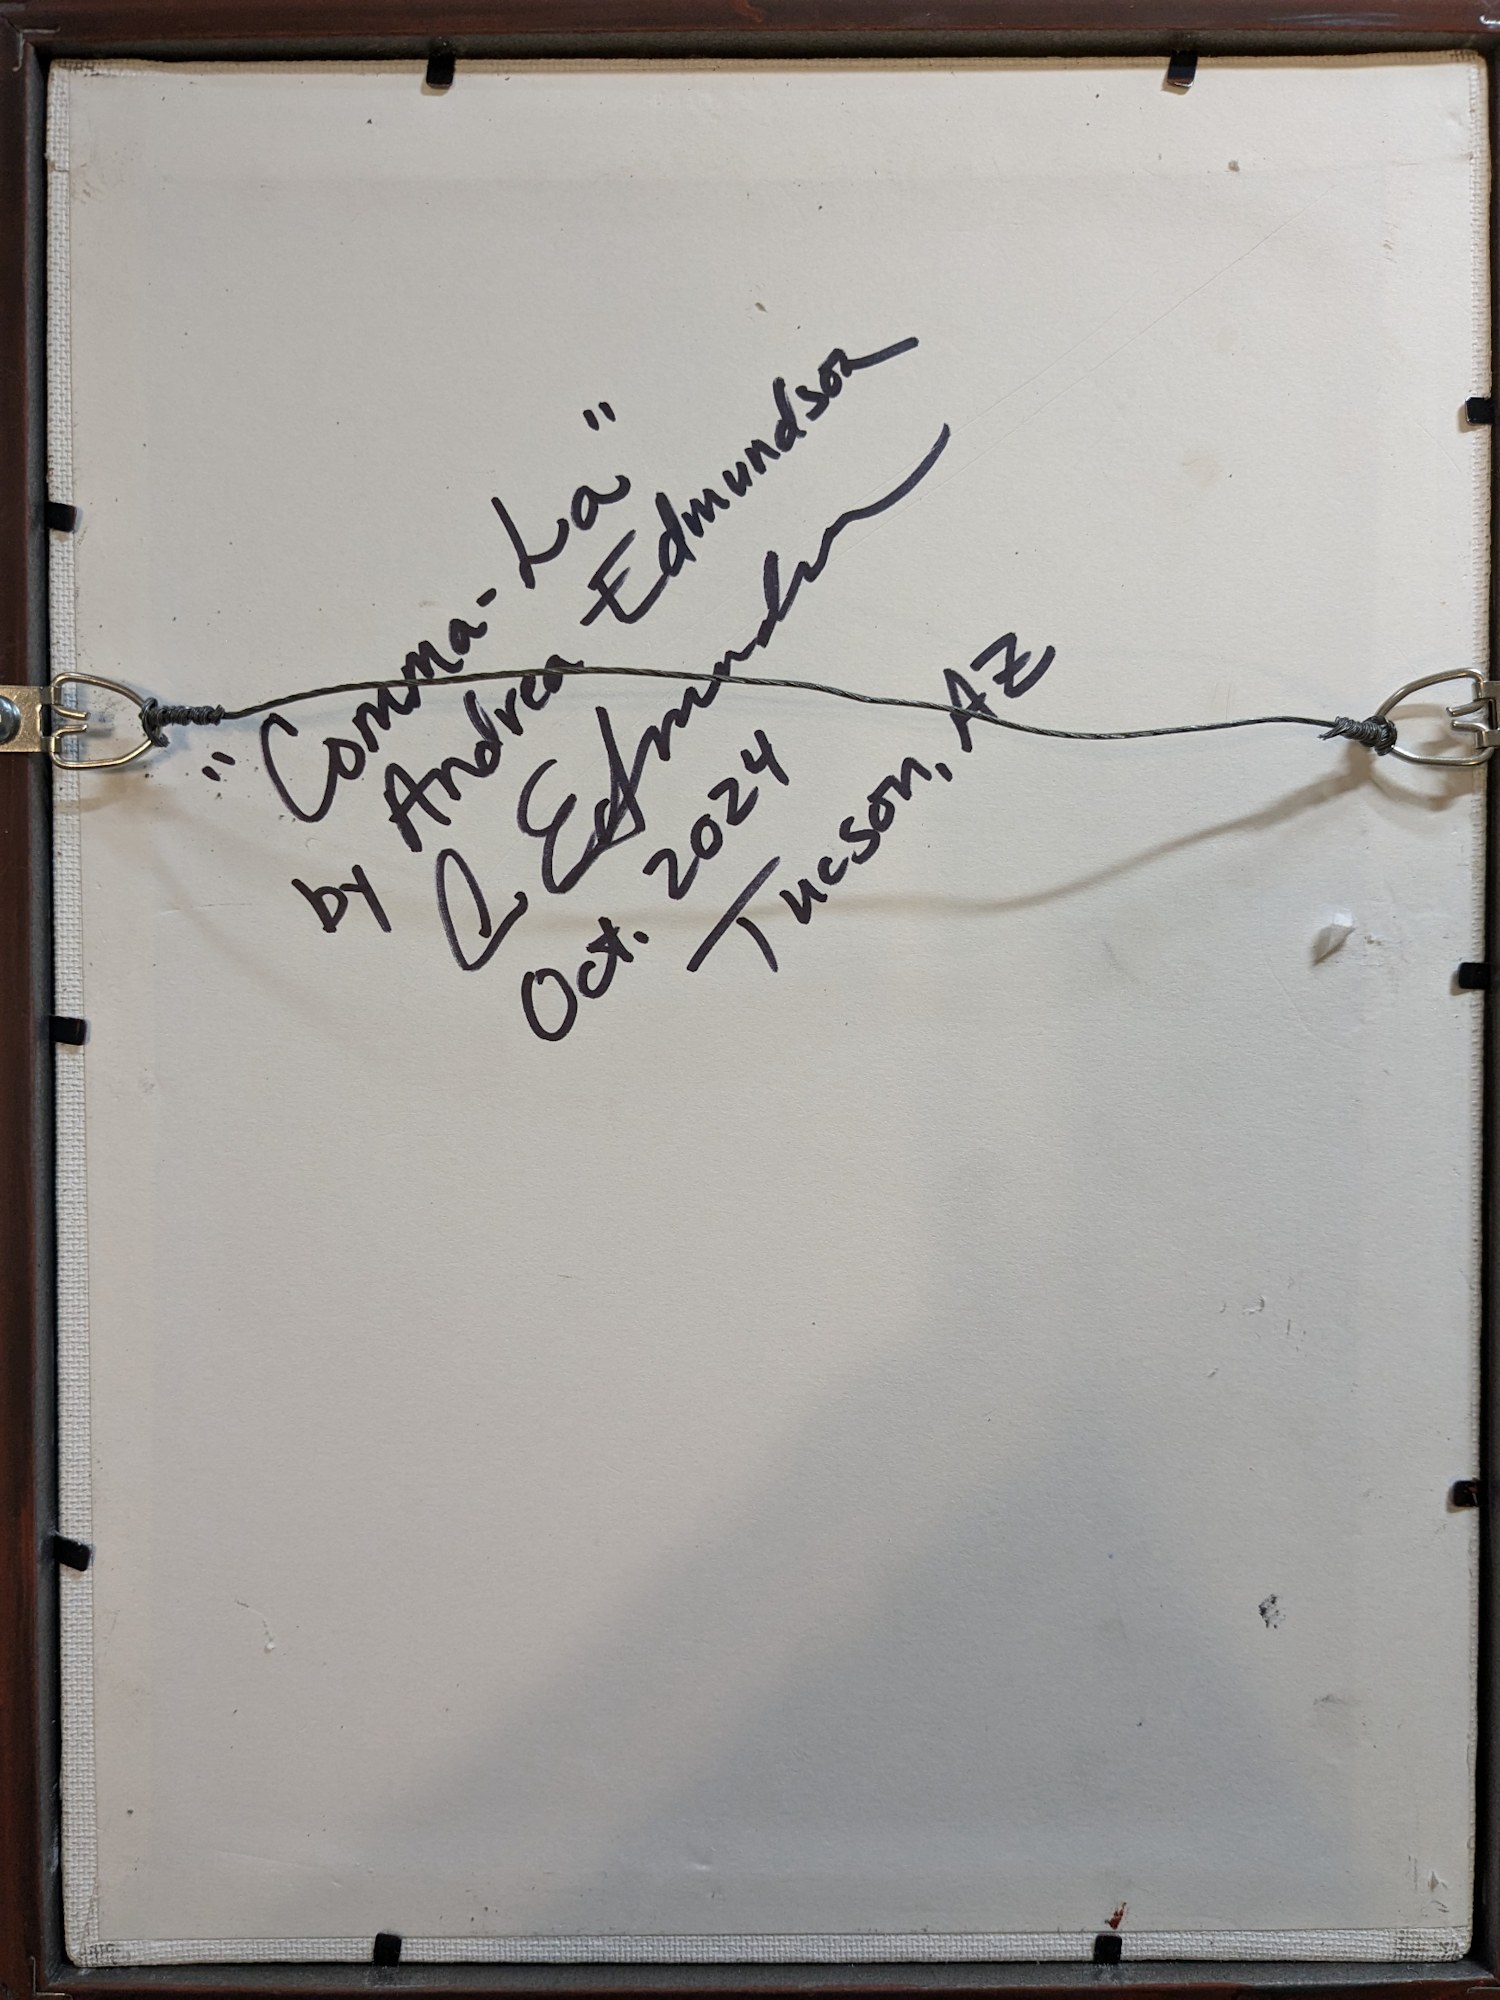 "Comma-La"
by Andrea Edmundson
A Edmundson
Oct. 2024
Tucson, AZ